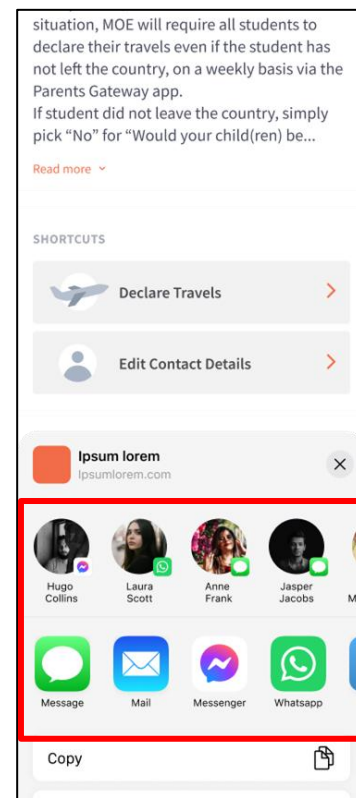 situation, MOE will require all students to
declare their travels even if the student has
not left the country, on a weekly basis via the
Parents Gateway app.
If student did not leave the country, simply
pick “No” for “Would your child(ren) be...
Read more
SHORTCUTS
Declare Travels
Edit Contact Details
Ipsum lorem
Ipsumlorem.com
Hugo Collins
Laura Scott
Anne Frank
Jasper Jacobs
M
Message
Mail
Messenger
Whatsapp
Copy